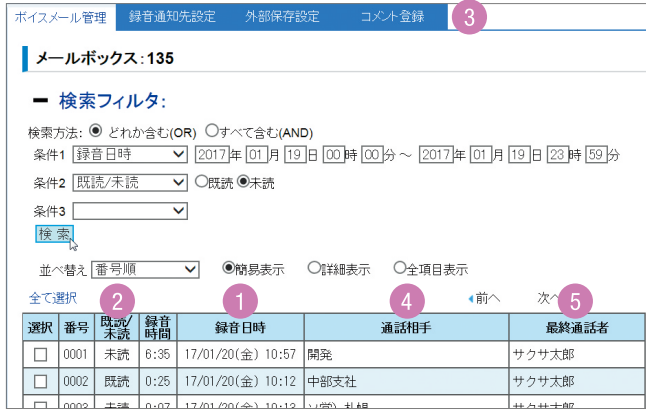 ボイスメール管理 録音通知先設定 外部保存設定 コメント登録 3
メールボックス:135
検索フィルタ:
検索方法: どれか含む(OR) すべて含む(AND)
条件1 録音日時 2017年 01月 19日 00時 00分 ～ 2017年 01月 19日 23時 59分
条件2 既読/未読 既読 未読
条件3
検索
並べ替え 番号順 簡易表示 詳細表示 全項目表示
全て選択 2 1 4 前へ 次へ 5
選択 番号 既読/未読 録音時間 録音日時 通話相手 最終通話者
0001 未読 6:35 17/01/20(金) 10:57 開発 サクサ太郎
0002 既読 0:25 17/01/20(金) 10:12 中部支社 サクサ太郎